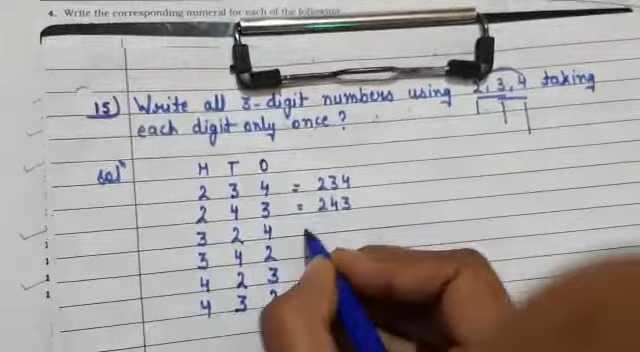 4. Write the corresponding numeral for each of the following
15) Write all 3-digit numbers using 2, 3, 4 taking
each digit only once?
solⁿ H T O
2 3 4 = 234
2 4 3 = 243
3 2 4
3 4 2
4 2 3
4 3 2